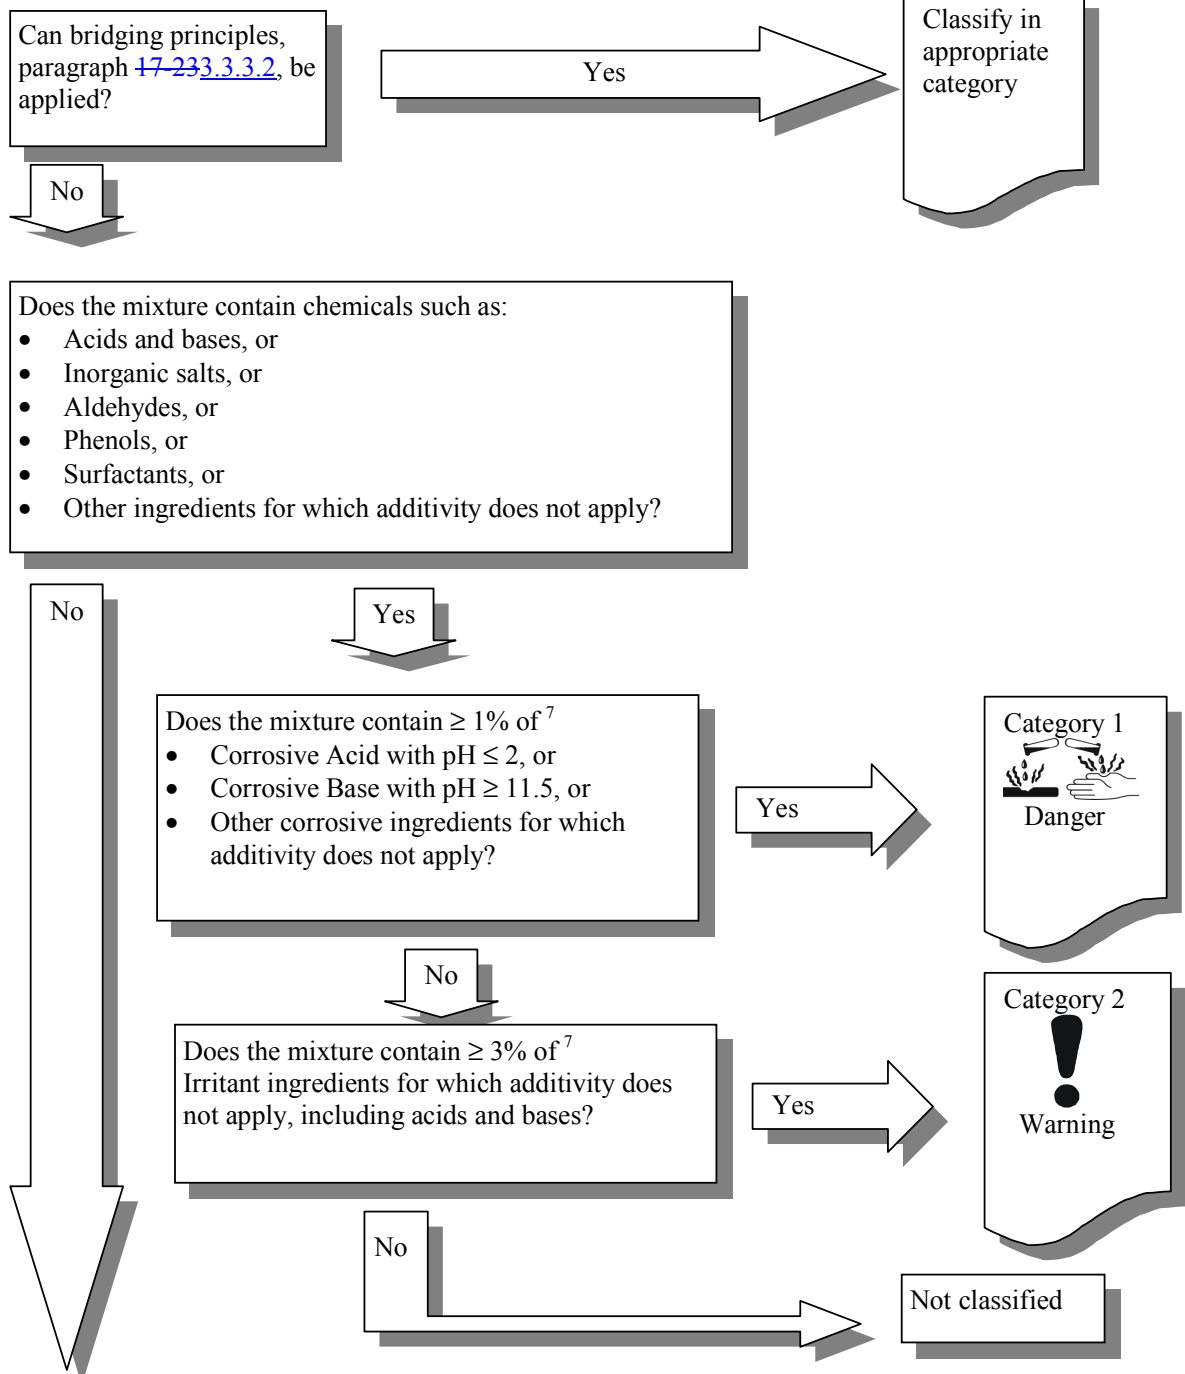 Can bridging principles,
paragraph 17-233.3.3.2, be
applied?
Yes
Classify in
appropriate
category
No
Does the mixture contain chemicals such as:
• Acids and bases, or
• Inorganic salts, or
• Aldehydes, or
• Phenols, or
• Surfactants, or
• Other ingredients for which additivity does not apply?
No
Yes
Does the mixture contain ≥ 1% of 7
• Corrosive Acid with pH ≤ 2, or
• Corrosive Base with pH ≥ 11.5, or
• Other corrosive ingredients for which
additivity does not apply?
Yes
Category 1
Danger
No
Does the mixture contain ≥ 3% of 7
Irritant ingredients for which additivity does
not apply, including acids and bases?
Yes
Category 2
Warning
No
Not classified